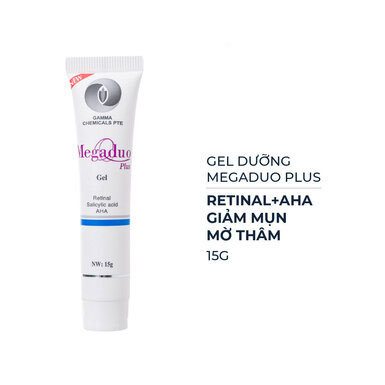 NEW
GAMMA
CHEMICALS PTE
Megaduo
Plus
Gel
Retinal
Salicylic acid
AHA
NW: 15g
GEL DƯỠNG
MEGADUO PLUS
RETINAL+AHA
GIẢM MỤN
MỜ THÂM
15G